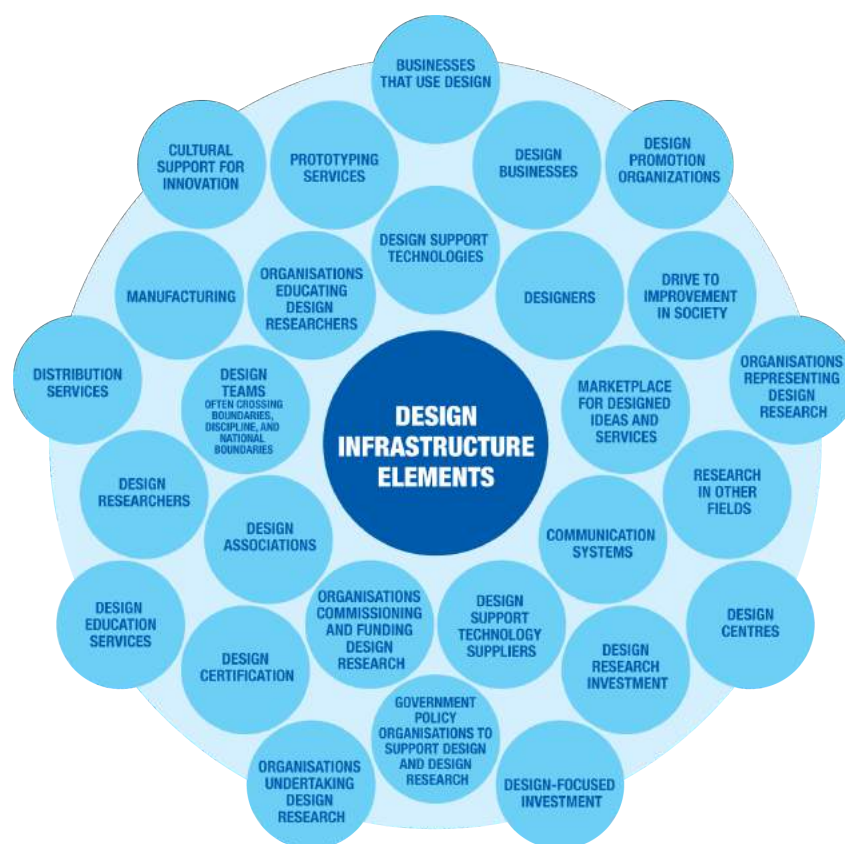 BUSINESSES
THAT USE DESIGN
CULTURAL
SUPPORT FOR
INNOVATION
PROTOTYPING
SERVICES
DESIGN
BUSINESSES
DESIGN
PROMOTION
ORGANIZATIONS
DESIGN SUPPORT
TECHNOLOGIES
MANUFACTURING
ORGANISATIONS
EDUCATING
DESIGN
RESEARCHERS
DESIGNERS
DRIVE TO
IMPROVEMENT
IN SOCIETY
DISTRIBUTION
SERVICES
DESIGN
TEAMS
OFTEN CROSSING
BOUNDARIES,
DISCIPLINE, AND
NATIONAL
BOUNDARIES
DESIGN
INFRASTRUCTURE
ELEMENTS
MARKETPLACE
FOR DESIGNED
IDEAS AND
SERVICES
ORGANISATIONS
REPRESENTING
DESIGN
RESEARCH
DESIGN
RESEARCHERS
DESIGN
ASSOCIATIONS
COMMUNICATION
SYSTEMS
RESEARCH
IN OTHER
FIELDS
DESIGN
EDUCATION
SERVICES
DESIGN
CERTIFICATION
ORGANISATIONS
COMMISSIONING
AND FUNDING
DESIGN
RESEARCH
DESIGN
SUPPORT
TECHNOLOGY
SUPPLIERS
DESIGN
RESEARCH
INVESTMENT
DESIGN
CENTRES
ORGANISATIONS
UNDERTAKING
DESIGN
RESEARCH
GOVERNMENT
POLICY
ORGANISATIONS TO
SUPPORT DESIGN
AND DESIGN
RESEARCH
DESIGN-FOCUSED
INVESTMENT